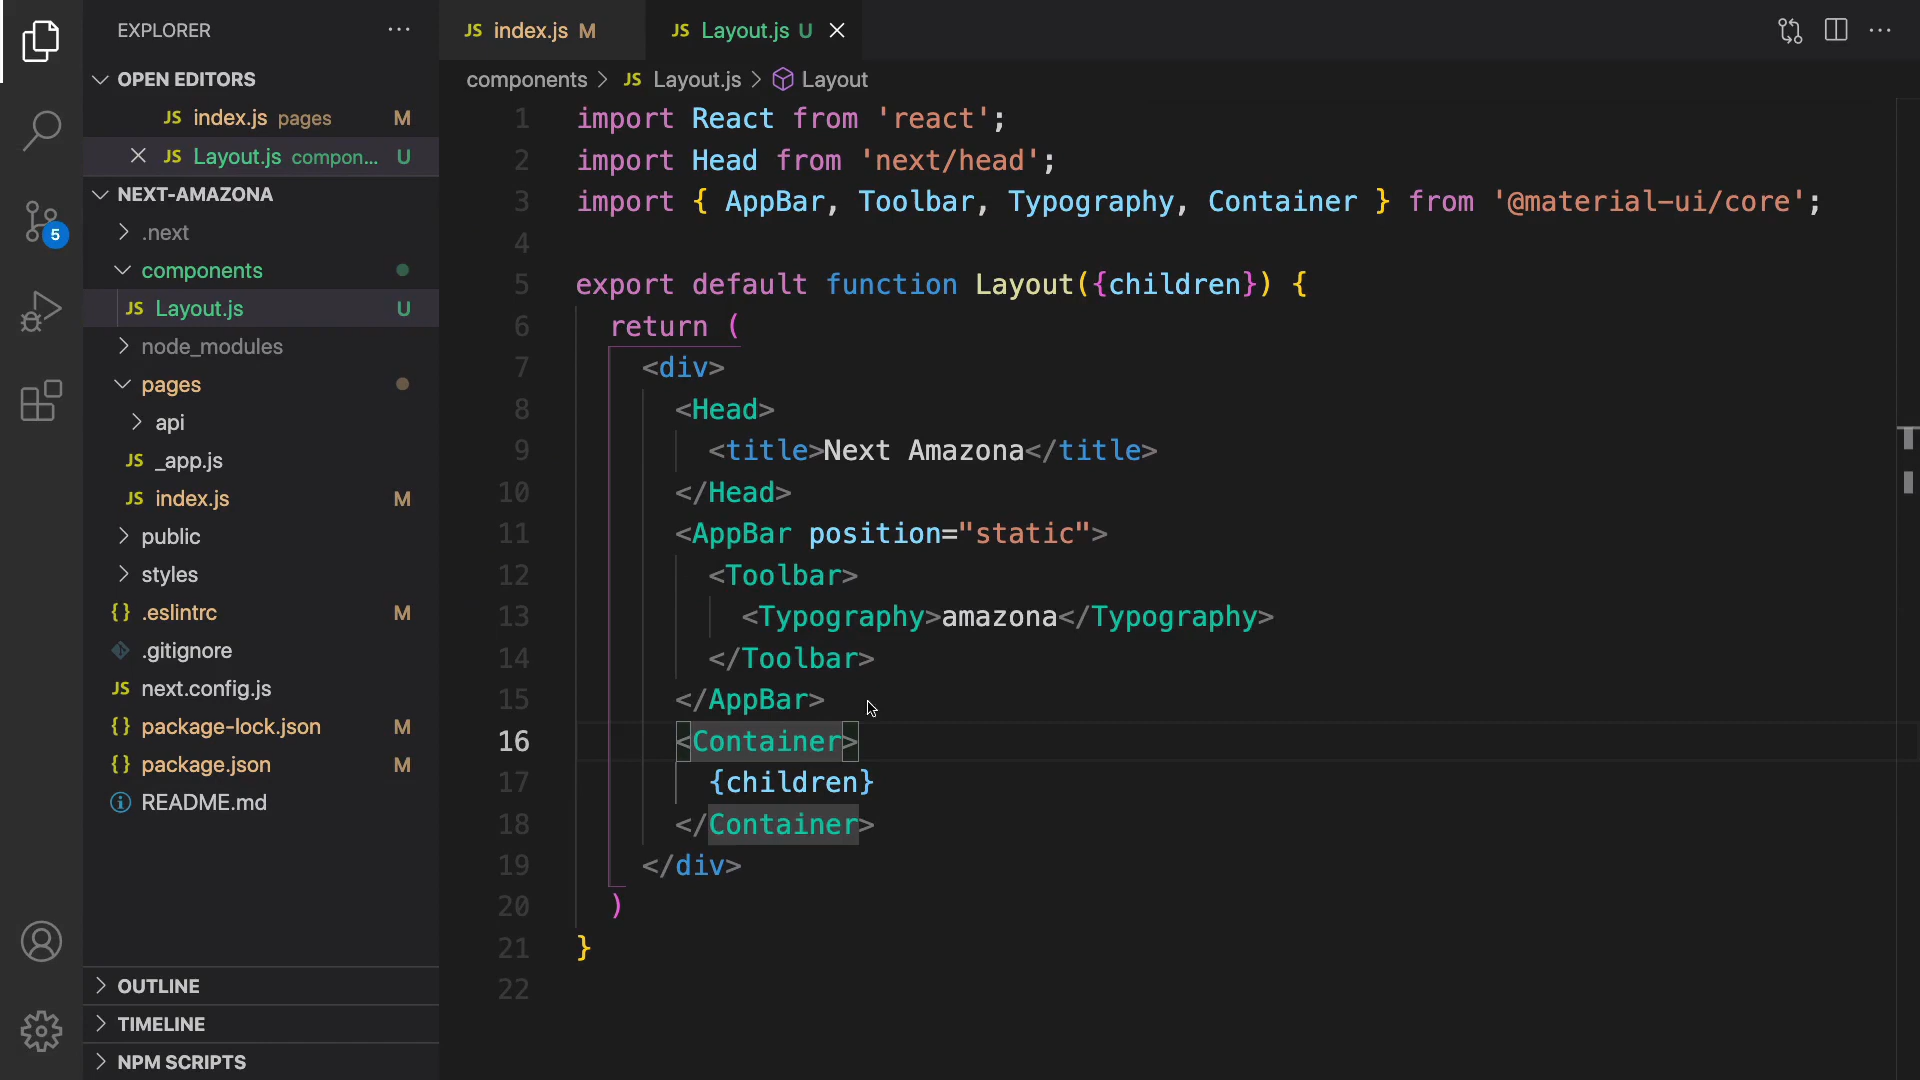 EXPLORER
OPEN EDITORS
JS index.js pages M
JS Layout.js compon... U
NEXT-AMAZONA
.next
components
JS Layout.js U
node_modules
pages
api
JS _app.js
JS index.js M
public
styles
{} .eslintrc M
.gitignore
JS next.config.js
{} package-lock.json M
{} package.json M
README.md
OUTLINE
TIMELINE
NPM SCRIPTS
5
JS index.js M
JS Layout.js U
components > JS Layout.js > Layout
1 import React from 'react';
2 import Head from 'next/head';
3 import { AppBar, Toolbar, Typography, Container } from '@material-ui/core';
4
5 export default function Layout({children}) {
6 return (
7 <div>
8 <Head>
9 <title>Next Amazona</title>
10 </Head>
11 <AppBar position="static">
12 <Toolbar>
13 <Typography>amazona</Typography>
14 </Toolbar>
15 </AppBar>
16 <Container>
17 {children}
18 </Container>
19 </div>
20 )
21 }
22